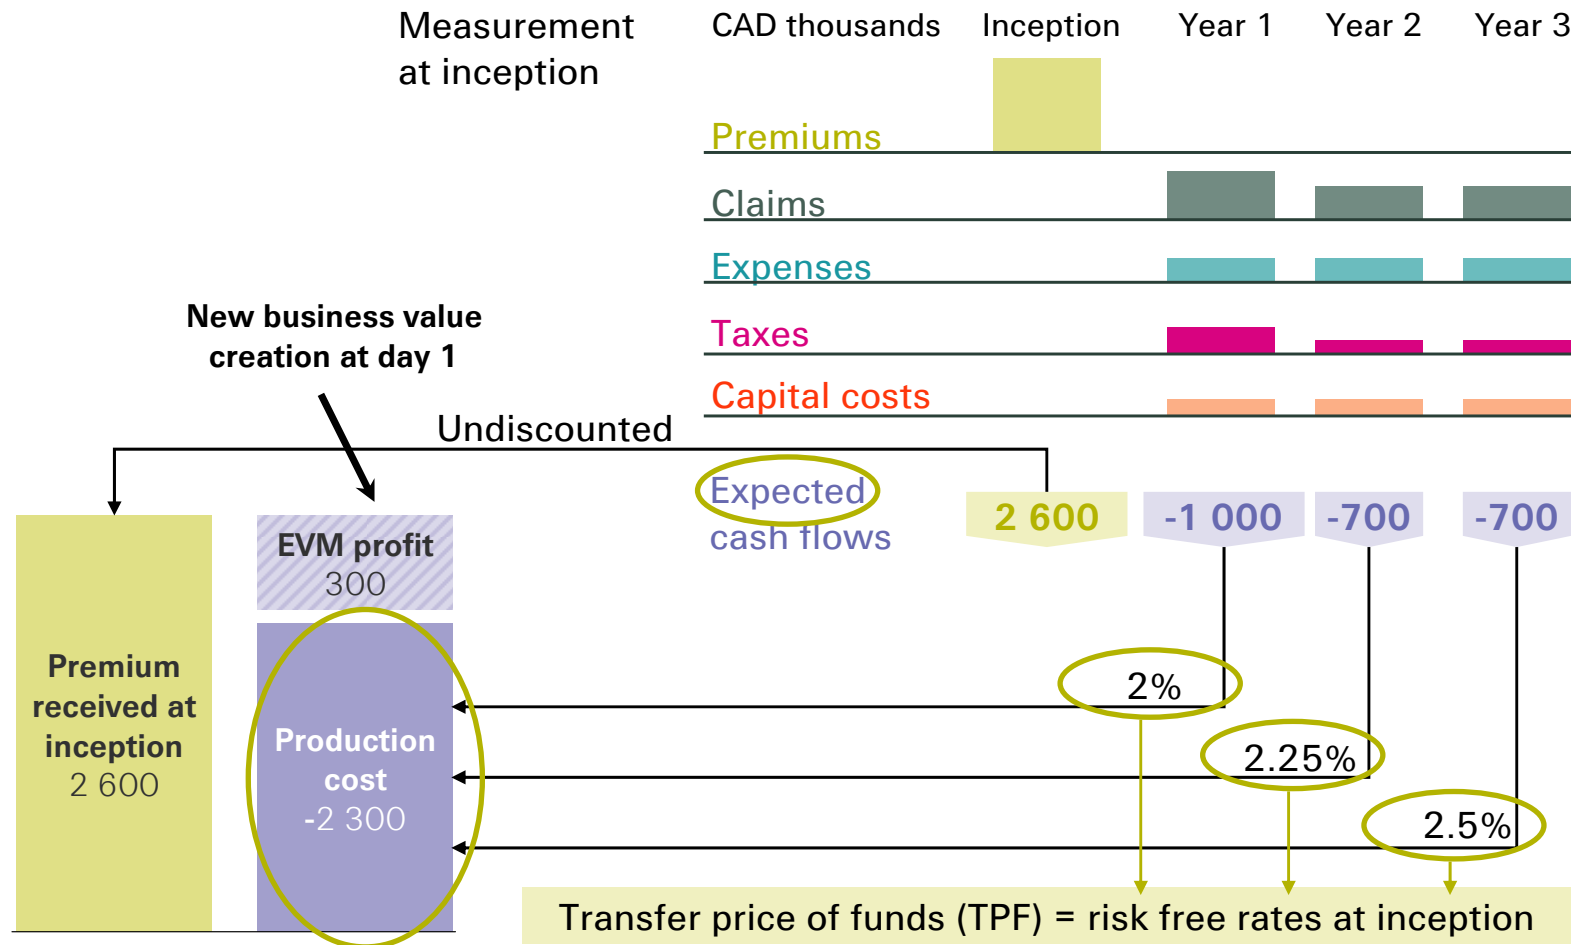 Measurement
at inception
CAD thousands Inception Year 1 Year 2 Year 3
Premiums
Claims
Expenses
Taxes
Capital costs
New business value
creation at day 1
Undiscounted
Expected
cash flows
2 600 -1 000 -700 -700
EVM profit
300
Premium
received at
inception
2 600
Production
cost
-2 300
2%
2.25%
2.5%
Transfer price of funds (TPF) = risk free rates at inception